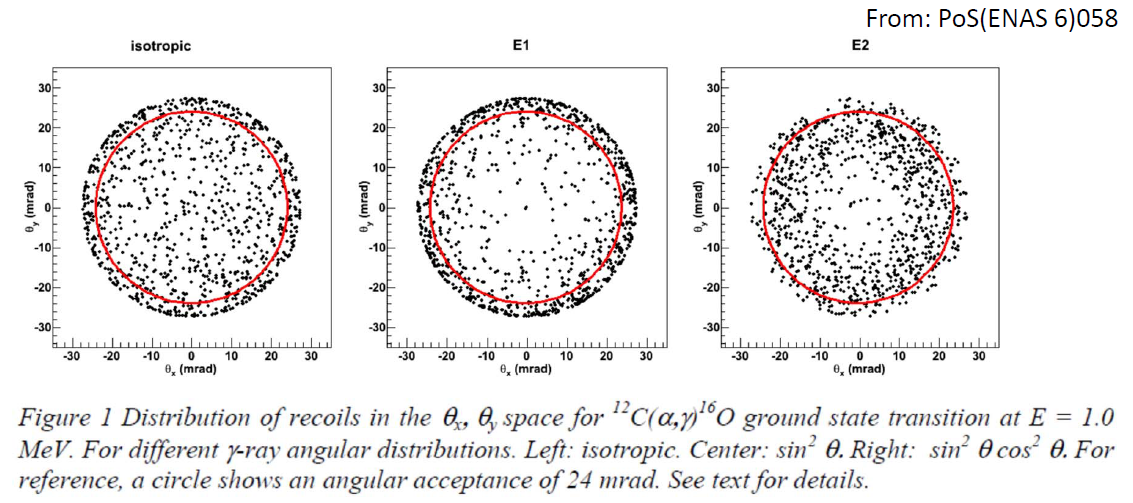 From: PoS(ENAS 6)058
isotropic
E1
E2
30
20
10
0
-10
-20
-30
θy (mrad)
-30 -20 -10 0 10 20 30
θx (mrad)
30
20
10
0
-10
-20
-30
θy (mrad)
-30 -20 -10 0 10 20 30
θx (mrad)
30
20
10
0
-10
-20
-30
θy (mrad)
-30 -20 -10 0 10 20 30
θx (mrad)
Figure 1 Distribution of recoils in the θx, θy space for ¹²C(α,γ)¹⁶O ground state transition at E = 1.0
MeV. For different γ-ray angular distributions. Left: isotropic. Center: sin² θ. Right: sin² θ cos² θ. For
reference, a circle shows an angular acceptance of 24 mrad. See text for details.